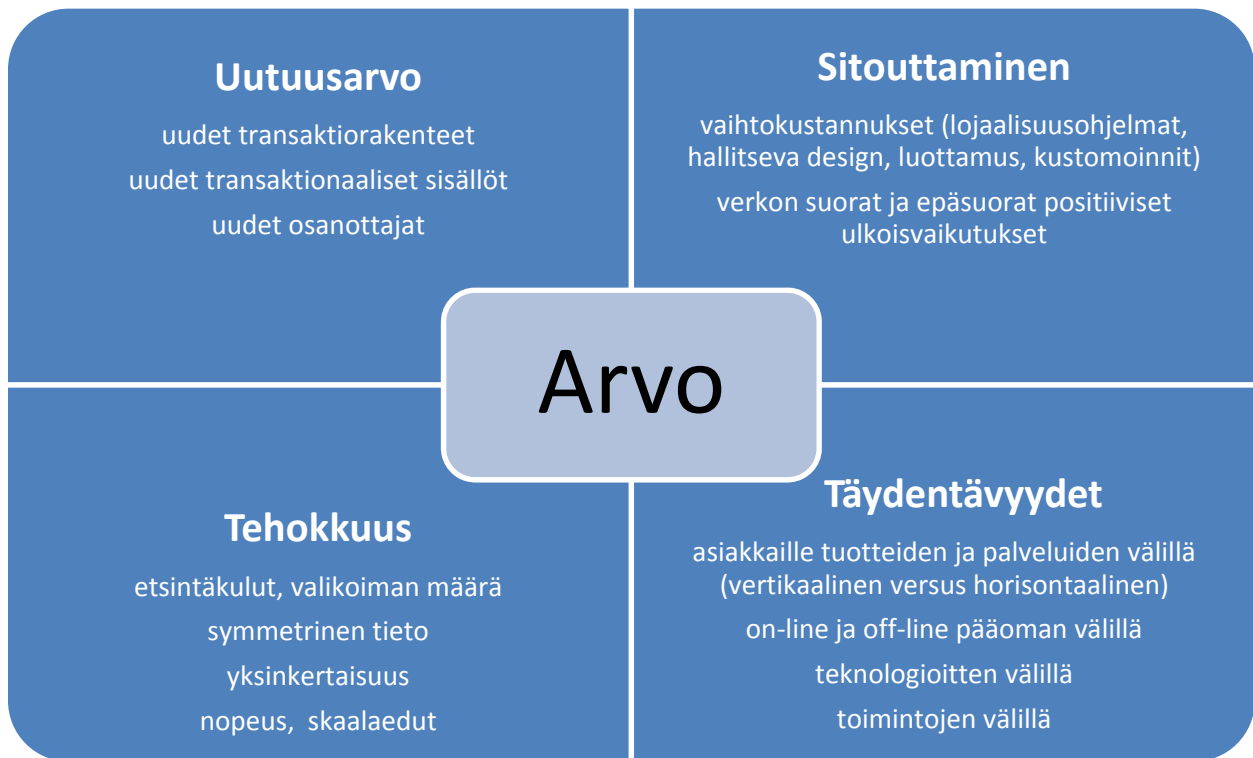 Uutuusarvo
uudet transaktiorakenteet
uudet transaktionaaliset sisällöt
uudet osanottajat
Sitouttaminen
vaihtokustannukset (lojaalisuusohjelmat,
hallitseva design, luottamus, kustomoinnit)
verkon suorat ja epäsuorat positiiviset
ulkoisvaikutukset
Arvo
Tehokkuus
etsintäkulut, valikoiman määrä
symmetrinen tieto
yksinkertaisuus
nopeus, skaalaedut
Täydentävyydet
asiakkaille tuotteiden ja palveluiden välillä
(vertikaalinen versus horisontaalinen)
on-line ja off-line pääoman välillä
teknologioitten välillä
toimintojen välillä